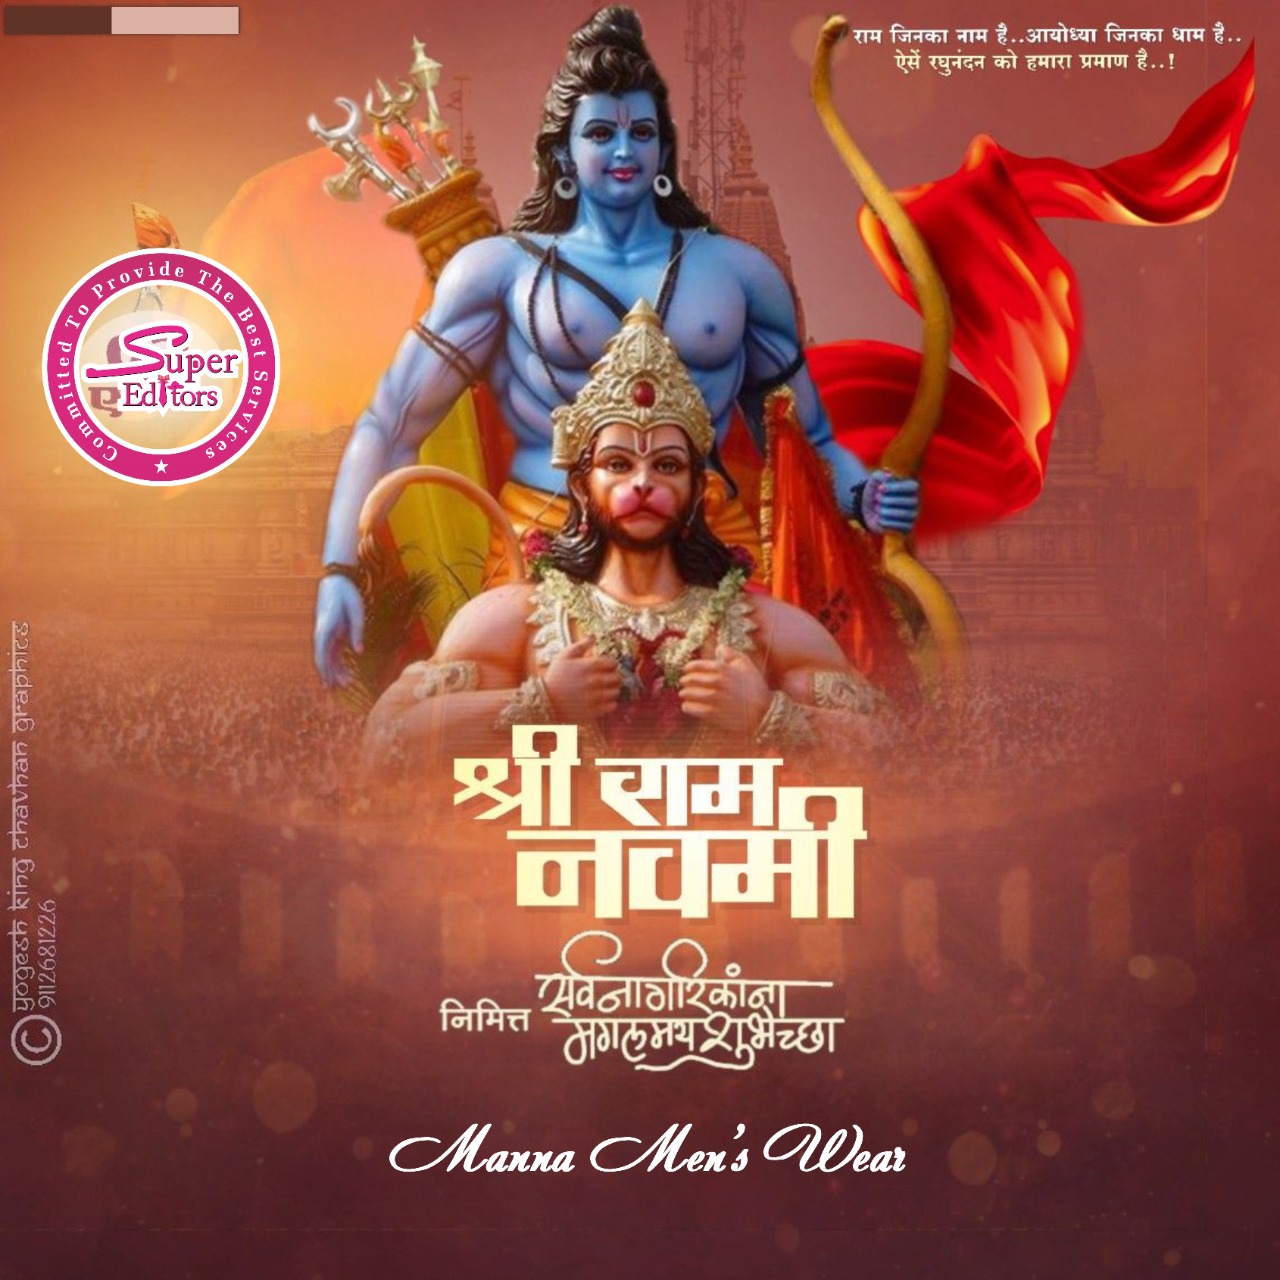 राम जिनका नाम है..आयोध्या जिनका धाम है..
ऐसें रघुनंदन को हमारा प्रमाण है..!
Committed To Provide The Best Services
Super
Editors
श्री राम
नवमी
निमित्त
सर्व नागरिकांना
मंगलमय शुभेच्छा
Manna Men's Wear
© yogesh king chavhan graphics
9112681226